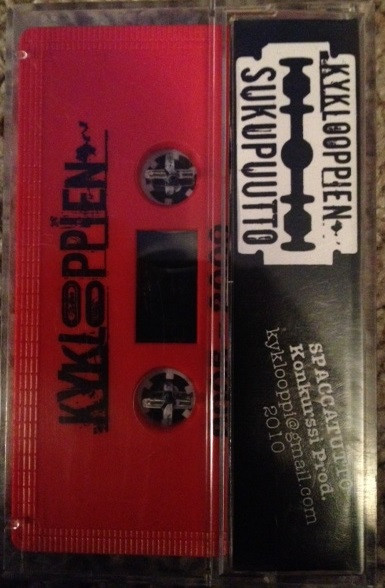 KYKLOOPPIEN
KYKLOOPPIEN
SUKUPUUTTO
SPACCATUTTO
Konkurssi Prod.
kyklooppi@gmail.com
2010